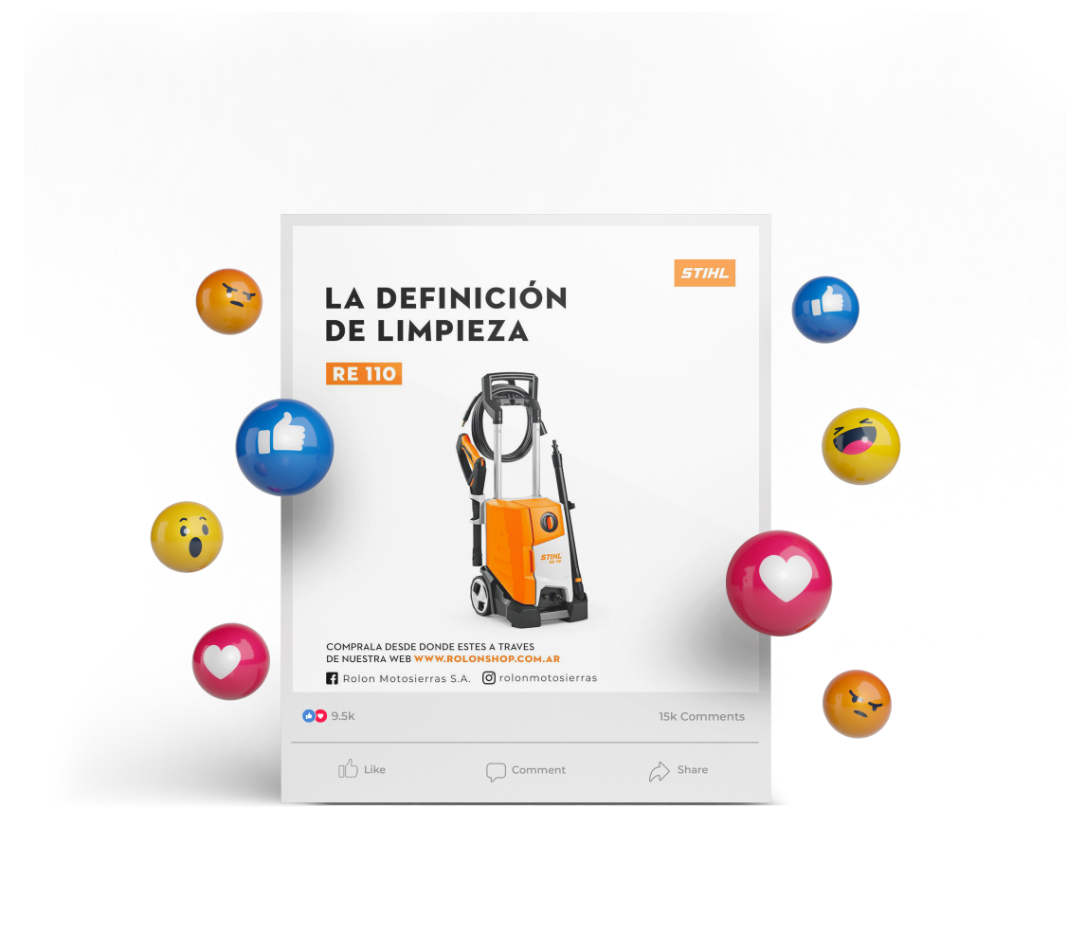 STIHL
LA DEFINICIÓN
DE LIMPIEZA
RE 110
STIHL
COMPRALA DESDE DONDE ESTES A TRAVES
DE NUESTRA WEB WWW.ROLONSHOP.COM.AR
Rolon Motosierras S.A. rolonmotosierras
9.5k 15k Comments
Like Comment Share